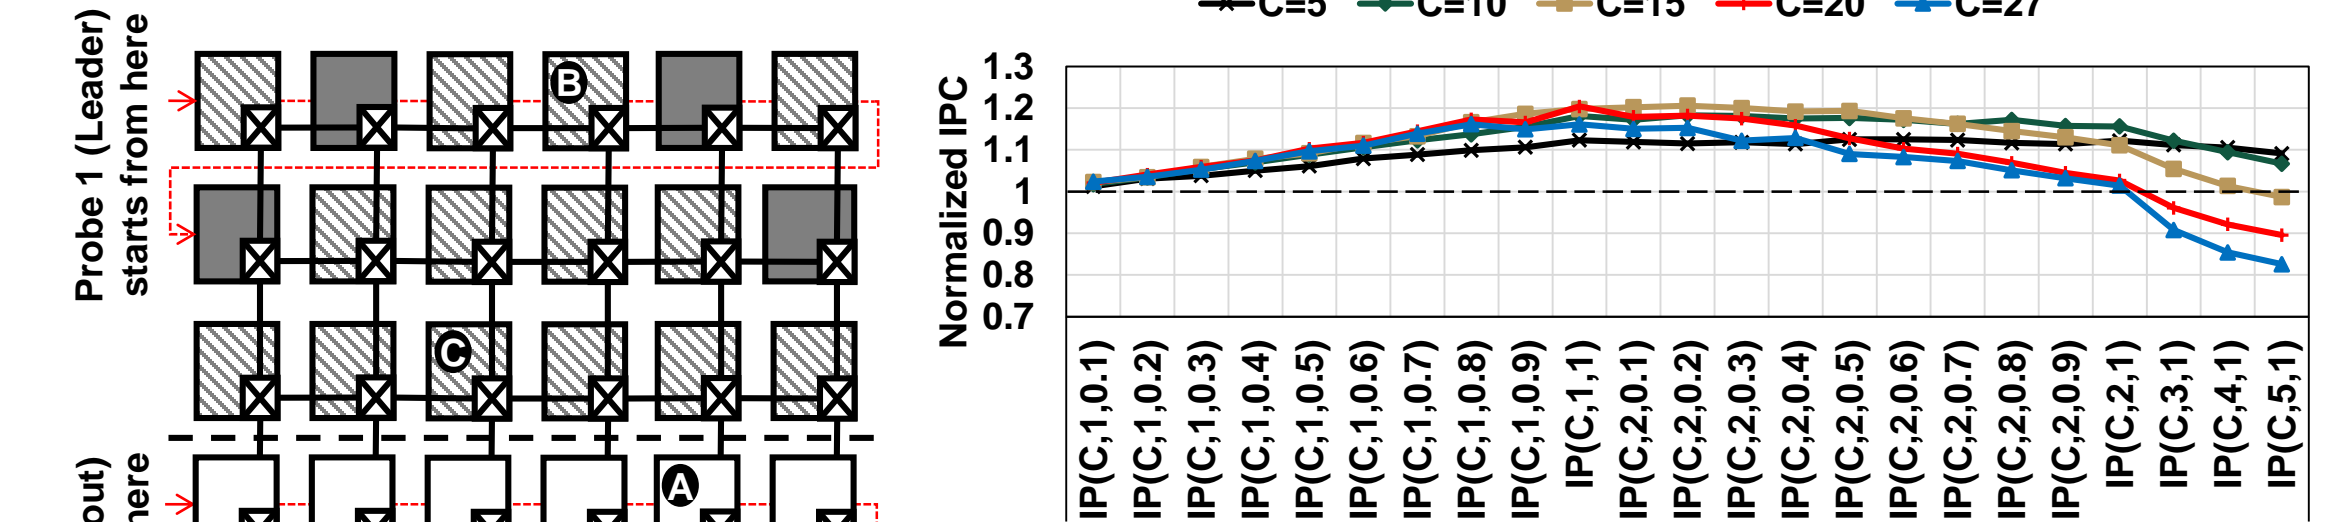 Probe 1 (Leader)
starts from here
B
C
A
out)
here
C=5 C=10 C=15 C=20 C=27
Normalized IPC
1.3
1.2
1.1
1
0.9
0.8
0.7
IP(C,1,0.1)
IP(C,1,0.2)
IP(C,1,0.3)
IP(C,1,0.4)
IP(C,1,0.5)
IP(C,1,0.6)
IP(C,1,0.7)
IP(C,1,0.8)
IP(C,1,0.9)
IP(C,1,1)
IP(C,2,0.1)
IP(C,2,0.2)
IP(C,2,0.3)
IP(C,2,0.4)
IP(C,2,0.5)
IP(C,2,0.6)
IP(C,2,0.7)
IP(C,2,0.8)
IP(C,2,0.9)
IP(C,2,1)
IP(C,3,1)
IP(C,4,1)
IP(C,5,1)